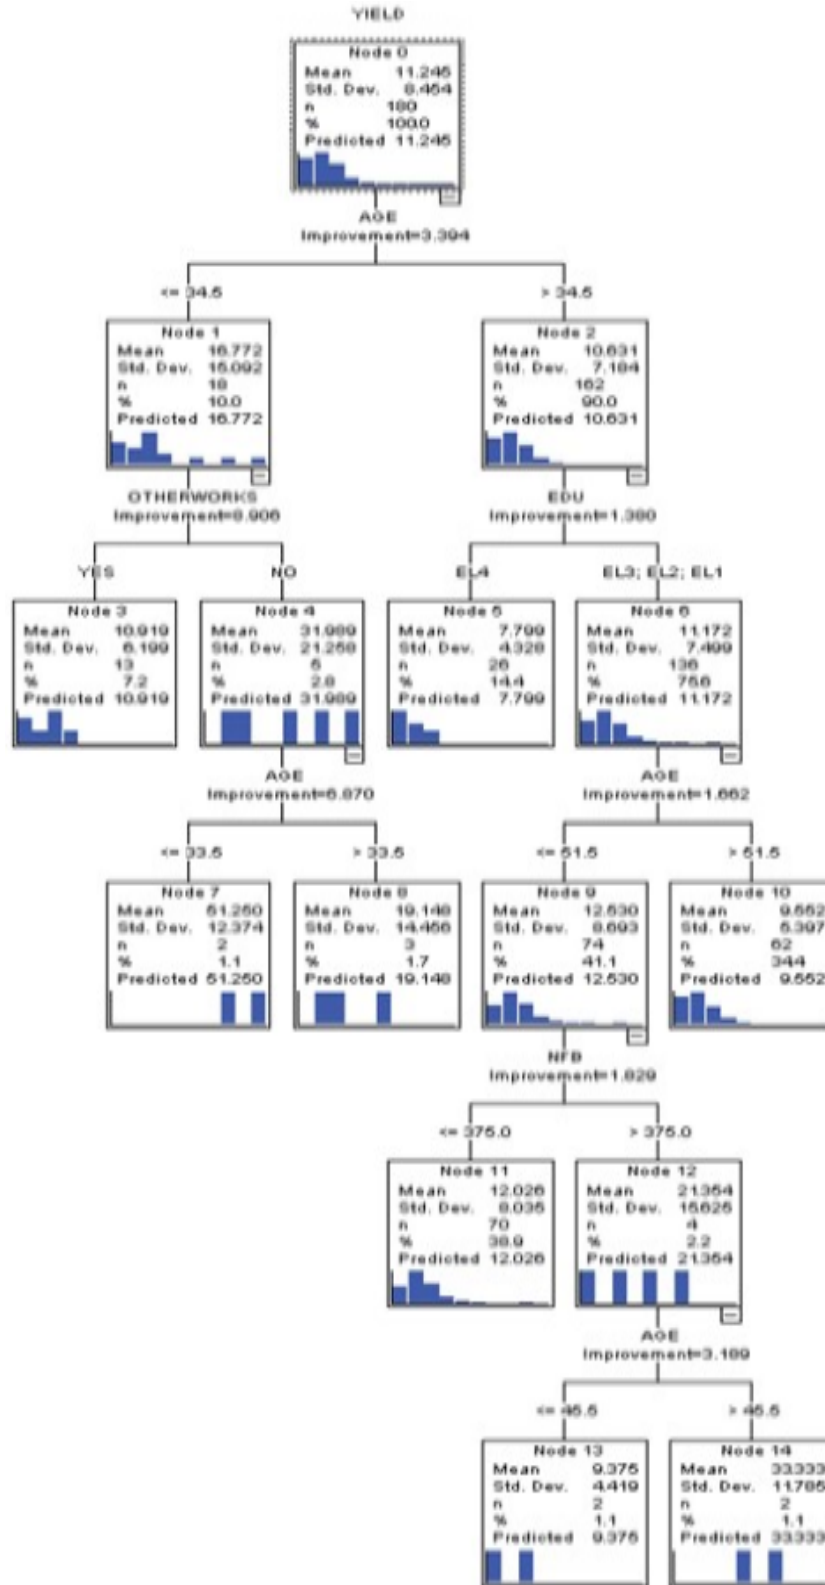 YIELD
Node 0
Mean 11.245
Std. Dev. 8.454
n 180
% 100.0
Predicted 11.245
AGE
Improvement=3.394
<= 34.5
> 34.5
Node 1
Mean 16.772
Std. Dev. 15.092
n 18
% 10.0
Predicted 16.772
Node 2
Mean 10.631
Std. Dev. 7.184
n 162
% 90.0
Predicted 10.631
OTHERWORKS
Improvement=8.906
EDU
Improvement=1.380
YES
NO
EL4
EL3; EL2; EL1
Node 3
Mean 10.919
Std. Dev. 6.199
n 13
% 7.2
Predicted 10.919
Node 4
Mean 31.989
Std. Dev. 21.258
n 5
% 2.8
Predicted 31.989
Node 5
Mean 7.799
Std. Dev. 4.328
n 26
% 14.4
Predicted 7.799
Node 6
Mean 11.172
Std. Dev. 7.499
n 136
% 75.6
Predicted 11.172
AGE
Improvement=6.870
AGE
Improvement=1.662
<= 33.5
> 33.5
<= 51.5
> 51.5
Node 7
Mean 51.250
Std. Dev. 12.374
n 2
% 1.1
Predicted 51.250
Node 8
Mean 19.148
Std. Dev. 14.456
n 3
% 1.7
Predicted 19.148
Node 9
Mean 12.530
Std. Dev. 8.693
n 74
% 41.1
Predicted 12.530
Node 10
Mean 9.552
Std. Dev. 5.397
n 62
% 34.4
Predicted 9.552
NFB
Improvement=1.829
<= 375.0
> 375.0
Node 11
Mean 12.026
Std. Dev. 8.035
n 70
% 38.9
Predicted 12.026
Node 12
Mean 21.354
Std. Dev. 15.625
n 4
% 2.2
Predicted 21.354
AGE
Improvement=3.189
<= 45.5
> 45.5
Node 13
Mean 9.375
Std. Dev. 4.419
n 2
% 1.1
Predicted 9.375
Node 14
Mean 33.333
Std. Dev. 11.785
n 2
% 1.1
Predicted 33.333